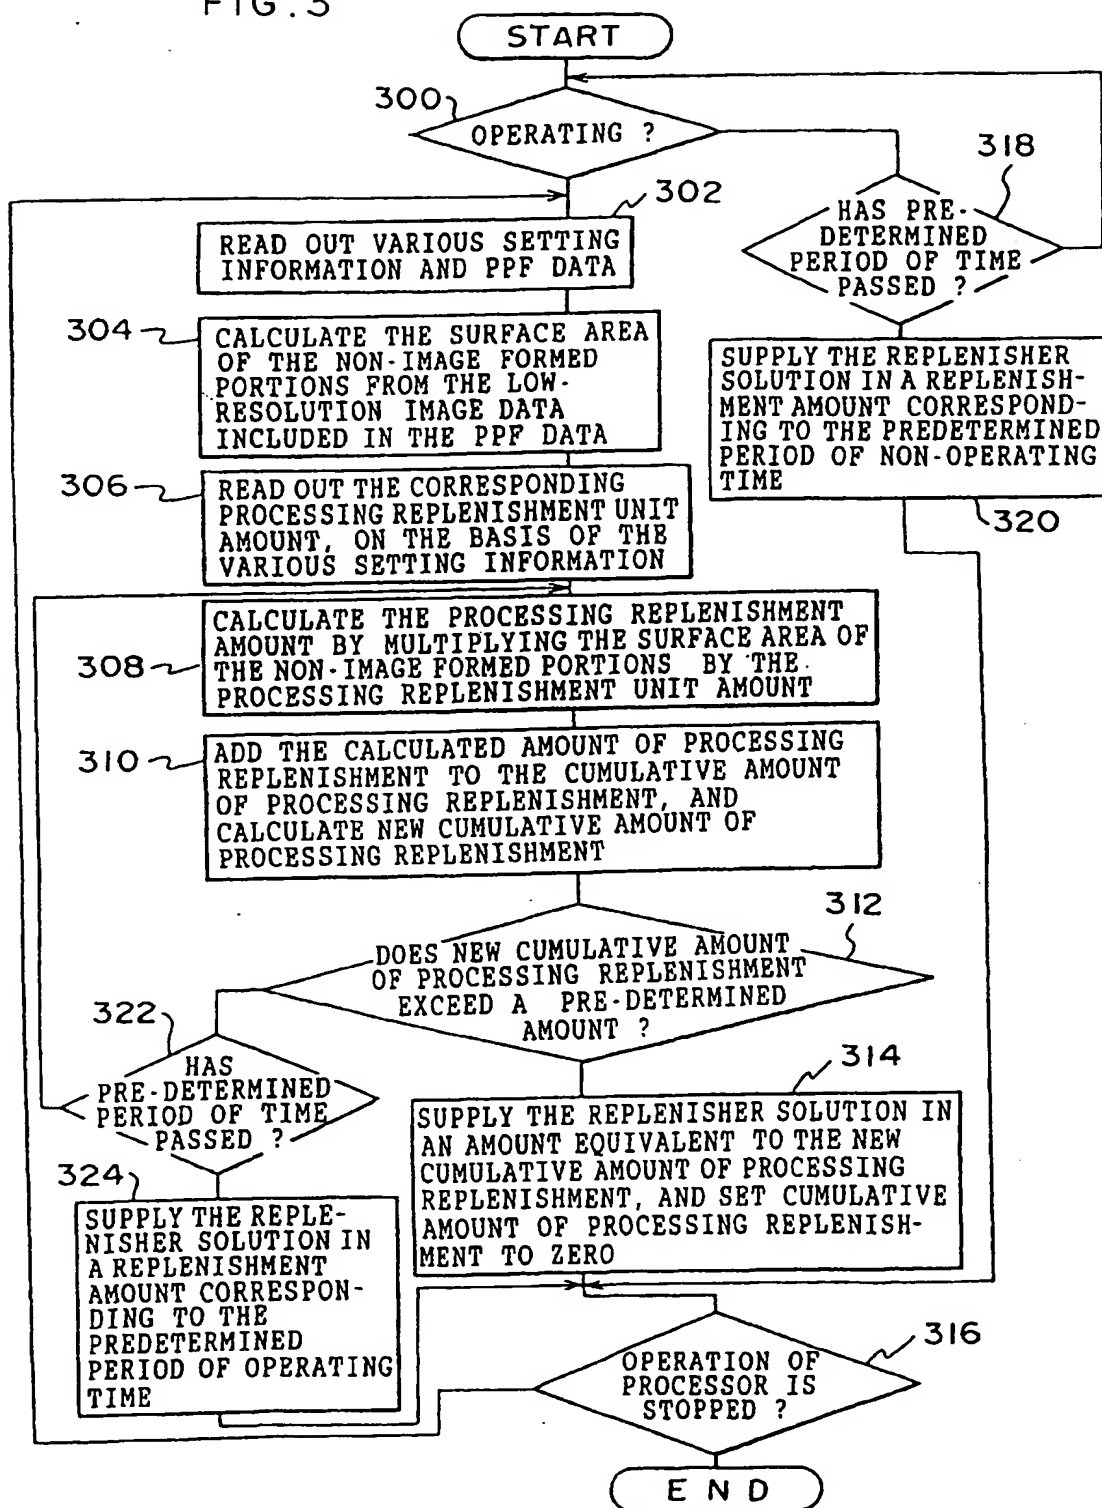 FIG.3
START
300
OPERATING ?
318
HAS PRE-
DETERMINED
PERIOD OF TIME
PASSED ?
302
READ OUT VARIOUS SETTING
INFORMATION AND PPF DATA
304
CALCULATE THE SURFACE AREA
OF THE NON-IMAGE FORMED
PORTIONS FROM THE LOW-
RESOLUTION IMAGE DATA
INCLUDED IN THE PPF DATA
SUPPLY THE REPLENISHER
SOLUTION IN A REPLENISH-
MENT AMOUNT CORRESPOND-
ING TO THE PREDETERMINED
PERIOD OF NON-OPERATING
TIME
320
306
READ OUT THE CORRESPONDING
PROCESSING REPLENISHMENT UNIT
AMOUNT, ON THE BASIS OF THE
VARIOUS SETTING INFORMATION
308
CALCULATE THE PROCESSING REPLENISHMENT
AMOUNT BY MULTIPLYING THE SURFACE AREA OF
THE NON-IMAGE FORMED PORTIONS BY THE
PROCESSING REPLENISHMENT UNIT AMOUNT
310
ADD THE CALCULATED AMOUNT OF PROCESSING
REPLENISHMENT TO THE CUMULATIVE AMOUNT
OF PROCESSING REPLENISHMENT, AND
CALCULATE NEW CUMULATIVE AMOUNT OF
PROCESSING REPLENISHMENT
312
DOES NEW CUMULATIVE AMOUNT
OF PROCESSING REPLENISHMENT
EXCEED A PRE-DETERMINED
AMOUNT ?
322
HAS
PRE-DETERMINED
PERIOD OF TIME
PASSED ?
314
SUPPLY THE REPLENISHER SOLUTION IN
AN AMOUNT EQUIVALENT TO THE NEW
CUMULATIVE AMOUNT OF PROCESSING
REPLENISHMENT, AND SET CUMULATIVE
AMOUNT OF PROCESSING REPLENISH-
MENT TO ZERO
324
SUPPLY THE REPLE-
NISHER SOLUTION IN
A REPLENISHMENT
AMOUNT CORRESPON-
DING TO THE
PREDETERMINED
PERIOD OF OPERATING
TIME
316
OPERATION OF
PROCESSOR IS
STOPPED ?
END